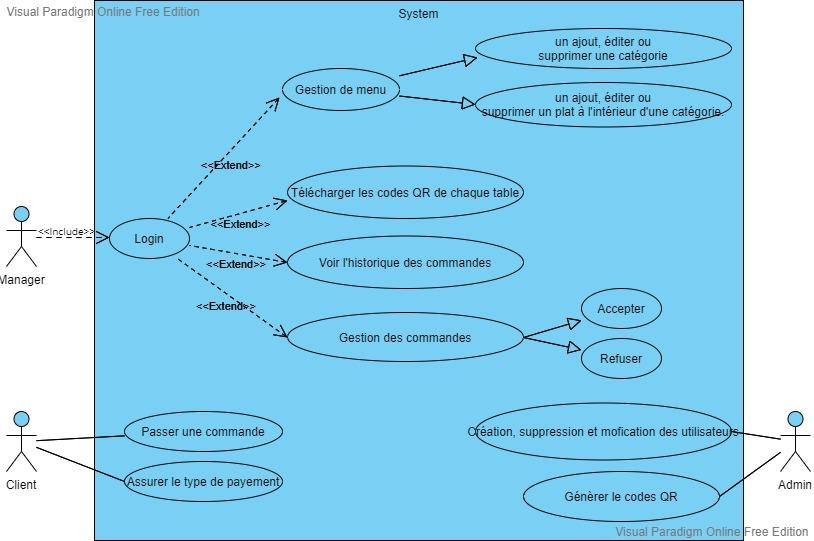 Visual Paradigm Online Free Edition
System
un ajout, éditer ou
supprimer une catégorie
Gestion de menu
un ajout, éditer ou
supprimer un plat à l'intérieur d'une catégorie.
<<Extend>>
Télécharger les codes QR de chaque table
<<Extend>>
<<Include>>
Login
<<Extend>>
Voir l'historique des commandes
Manager
<<Extend>>
Accepter
Gestion des commandes
Refuser
Passer une commande
Création, suppression et mofication des utilisateurs
Assurer le type de payement
Client
Admin
Génèrer le codes QR
Visual Paradigm Online Free Edition